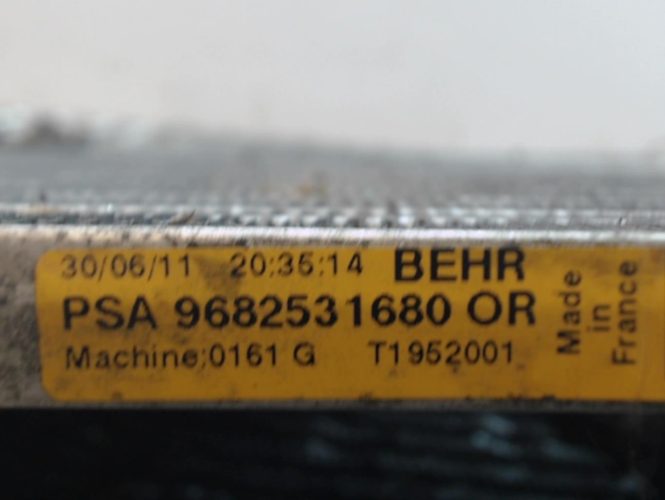 30/06/11 20:35:14 BEHR
PSA 9682531680 OR
Machine:0161 G T1952001
Made
in
France